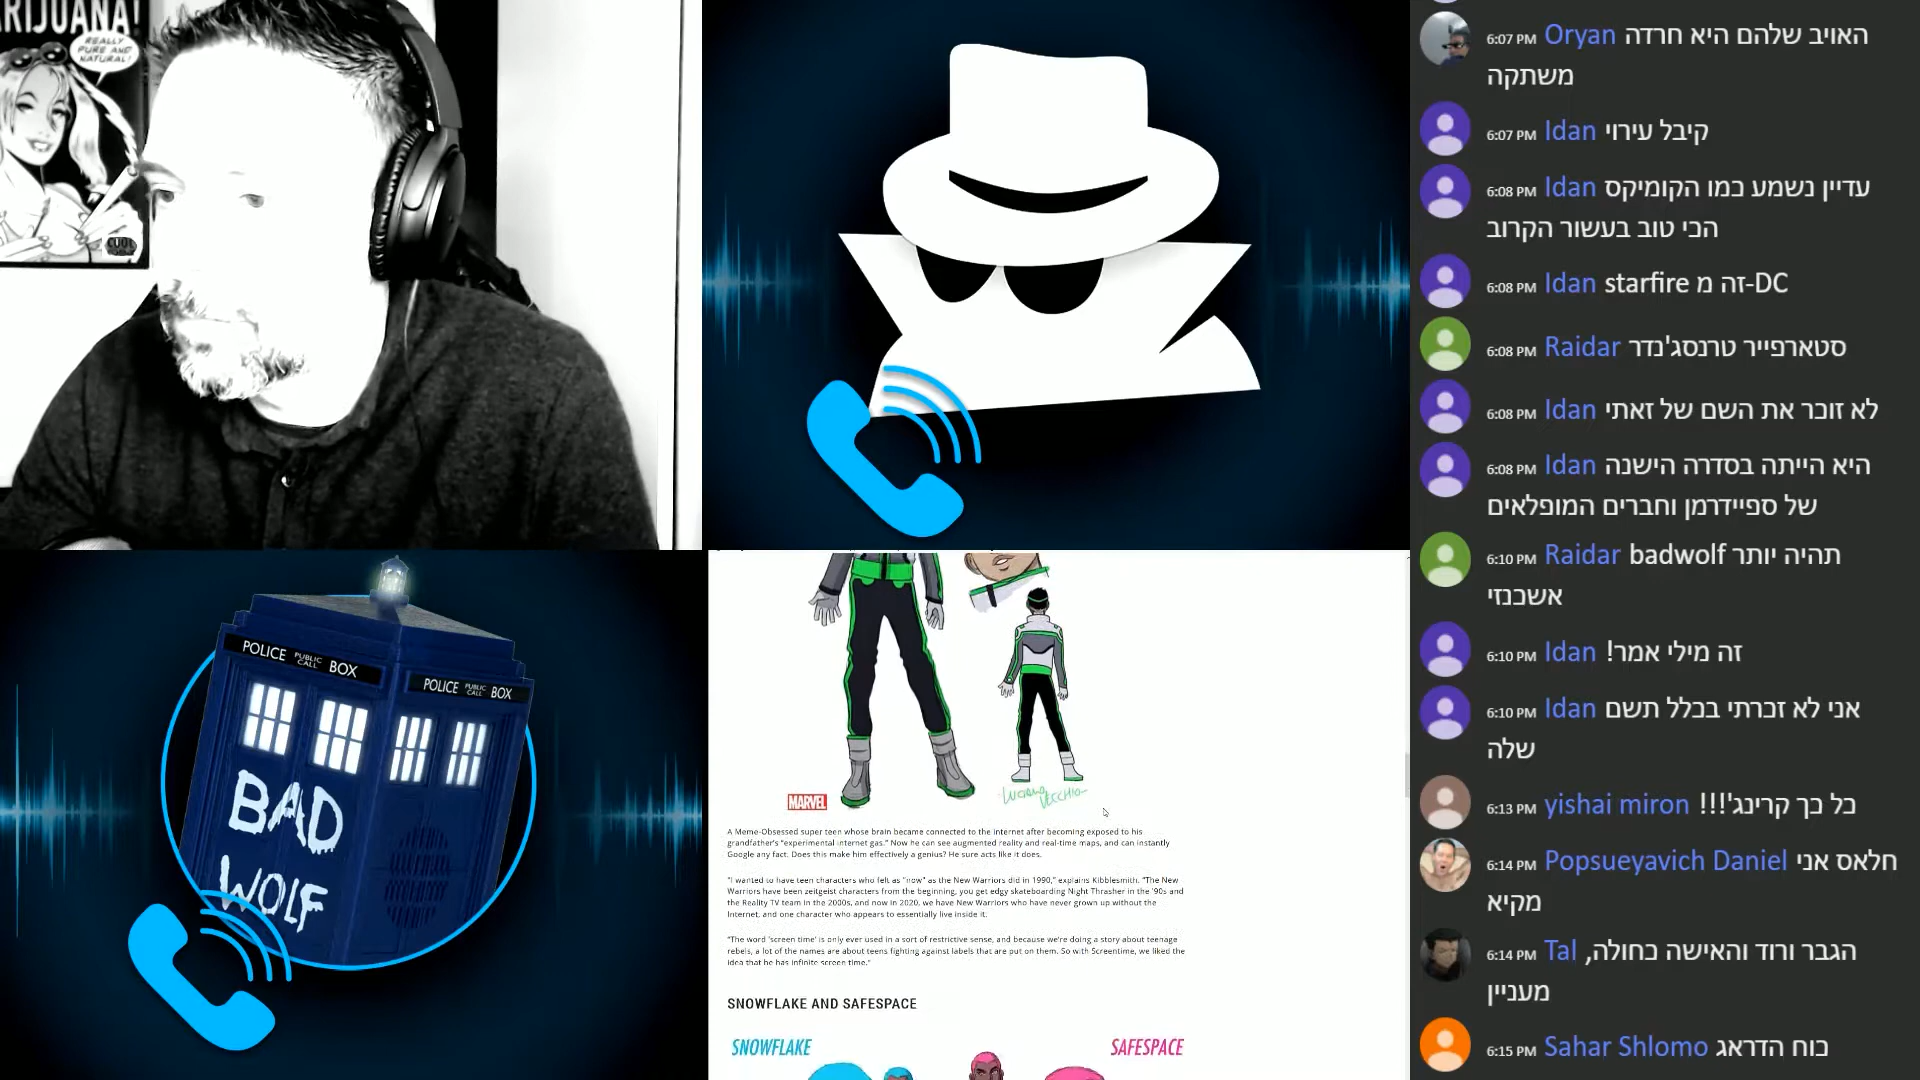 ARIJUANA!
REALLY
PURE AND
NATURAL!
POLICE PUBLIC CALL BOX
POLICE PUBLIC CALL BOX
BAD
WOLF
MARVEL
Luciano
Vecchio
A Meme-Obsessed super teen whose brain became connected to the internet after becoming exposed to his
grandfather's "experimental internet gas." Now he can see augmented reality and real-time maps, and can instantly
Google any fact. Does this make him effectively a genius? He sure acts like it does.
"I wanted to have teen characters who felt as "now" as the New Warriors did in 1990," explains Kibblesmith. "The New
Warriors have been zeitgeist characters from the beginning, you get edgy skateboarding Night Thrasher in the '90s and
the Reality TV team in the 2000s, and now in 2020, we have New Warriors who have never grown up without the
Internet, and one character who appears to essentially live inside it.
"The word 'screen time' is only ever used in a sort of restrictive sense, and because we're doing a story about teenage
rebels, a lot of the names are about teens fighting against labels that are put on them. So with Screentime, we liked the
idea that he has infinite screen time."
SNOWFLAKE AND SAFESPACE
SNOWFLAKE SAFESPACE
6:07 PM Oryan האויב שלהם היא חרדה
משתקה
6:07 PM Idan קיבל עירוי
6:08 PM Idan עדיין נשמע כמו הקומיקס
הכי טוב בעשור הקרוב
6:08 PM Idan starfire זה מ-DC
6:08 PM Raidar סטארפייר טרנסג'נדר
6:08 PM Idan לא זוכר את השם של זאתי
6:08 PM Idan היא הייתה בסדרה הישנה
של ספיידרמן וחברים המופלאים
6:10 PM Raidar badwolf תהיה יותר
אשכנזי
6:10 PM Idan זה מילי אמר!
6:10 PM Idan אני לא זכרתי בכלל תשם
שלה
6:13 PM yishai miron כל כך קרינג'!!!
6:14 PM Popsueyavich Daniel חלאס אני
מקיא
6:14 PM Tal הגבר ורוד והאישה כחולה,
מעניין
6:15 PM Sahar Shlomo כוח הדראג